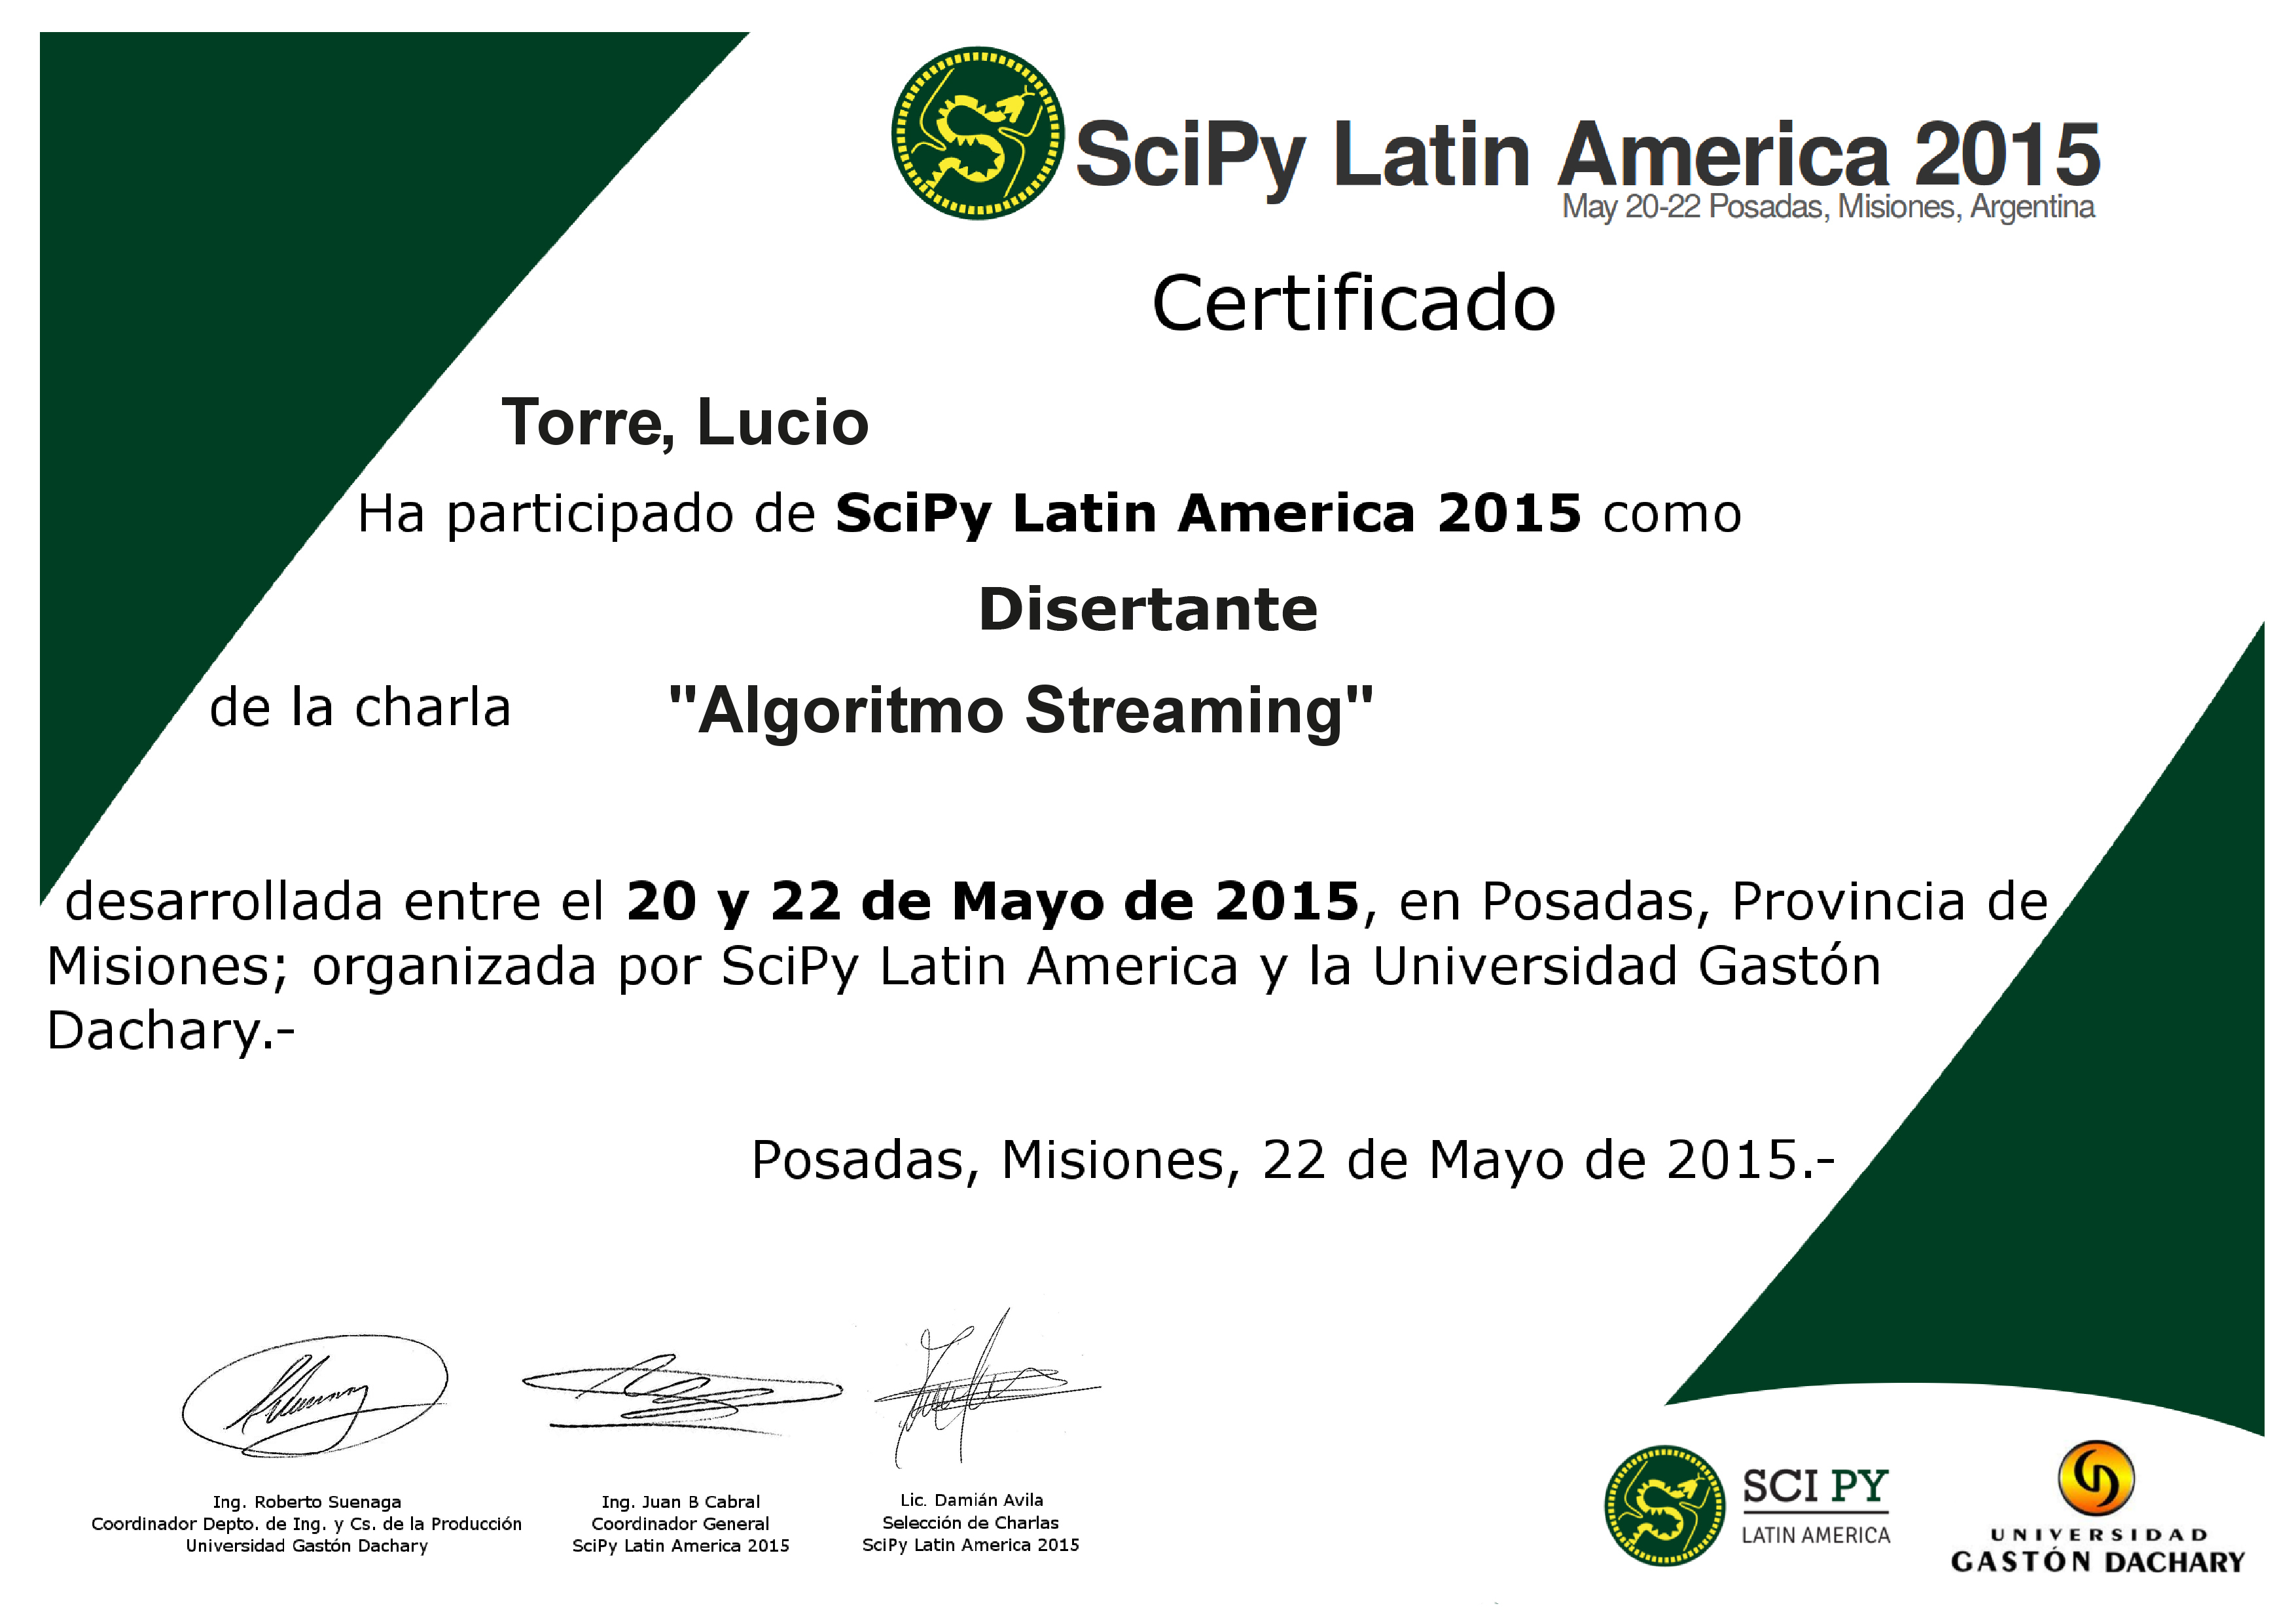 SciPy Latin America 2015
May 20-22 Posadas, Misiones, Argentina
Certificado
Torre, Lucio
Ha participado de SciPy Latin America 2015 como
Disertante
de la charla "Algoritmo Streaming"
desarrollada entre el 20 y 22 de Mayo de 2015, en Posadas, Provincia de
Misiones; organizada por SciPy Latin America y la Universidad Gastón
Dachary.-
Posadas, Misiones, 22 de Mayo de 2015.-
Ing. Roberto Suenaga
Coordinador Depto. de Ing. y Cs. de la Producción
Universidad Gastón Dachary
Ing. Juan B Cabral
Coordinador General
SciPy Latin America 2015
Lic. Damián Avila
Selección de Charlas
SciPy Latin America 2015
SCI PY
LATIN AMERICA
UNIVERSIDAD
GASTÓN DACHARY